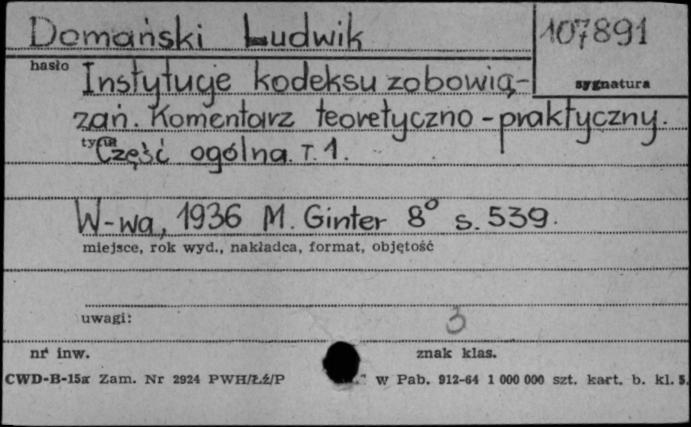 Domański Ludwik 107891
hasło Instytucje kodeksu zobowią-
sygnatura
zań. Komentarz teoretyczno-praktyczny.
tytuł Część ogólna. T. 1.
W-wa, 1936 M. Ginter 8° s. 539.
miejsce, rok wyd., nakładca, format, objętość
uwagi: 3
nr inw. znak klas.
CWD-B-15a Zam. Nr 2924 PWH/Łź/P w Pab. 912-64 1 000 000 szt. kart. b. kl. 5.